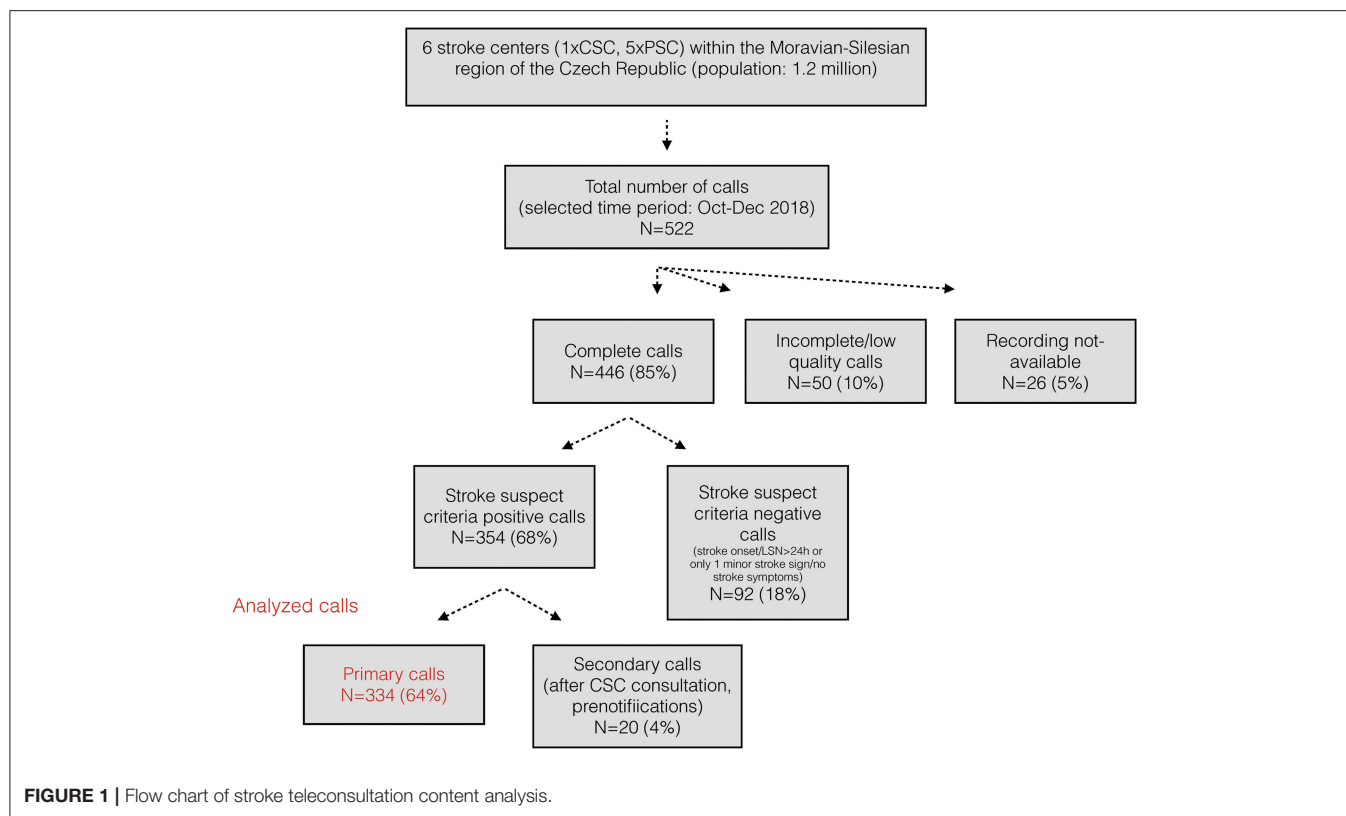 6 stroke centers (1xCSC, 5xPSC) within the Moravian-Silesian
region of the Czech Republic (population: 1.2 million)
Total number of calls
(selected time period: Oct-Dec 2018)
N=522
Complete calls
N=446 (85%)
Incomplete/low
quality calls
N=50 (10%)
Recording not-
available
N=26 (5%)
Stroke suspect
criteria positive calls
N=354 (68%)
Stroke suspect
criteria negative
calls
(stroke onset/LSN>24h or
only 1 minor stroke sign/no
stroke symptoms)
N=92 (18%)
Analyzed calls
Primary calls
N=334 (64%)
Secondary calls
(after CSC consultation,
prenotifiications)
N=20 (4%)
FIGURE 1 | Flow chart of stroke teleconsultation content analysis.